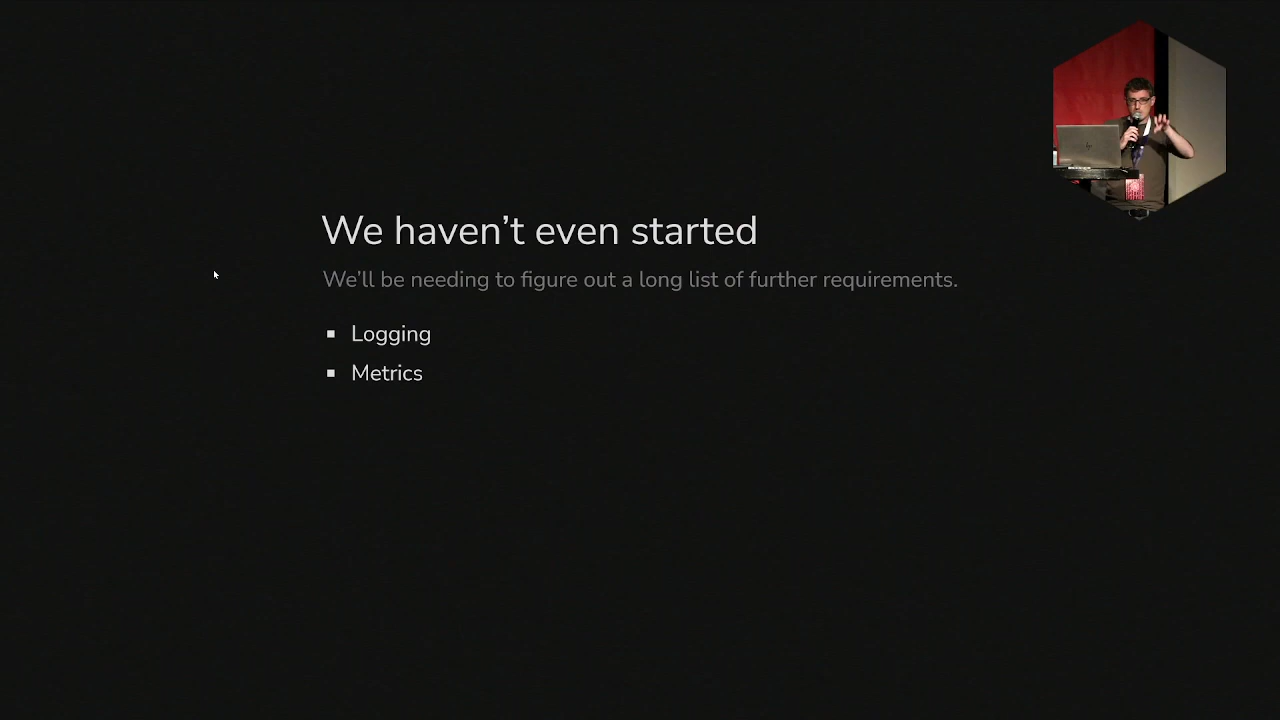 We haven’t even started
We’ll be needing to figure out a long list of further requirements.
Logging
Metrics